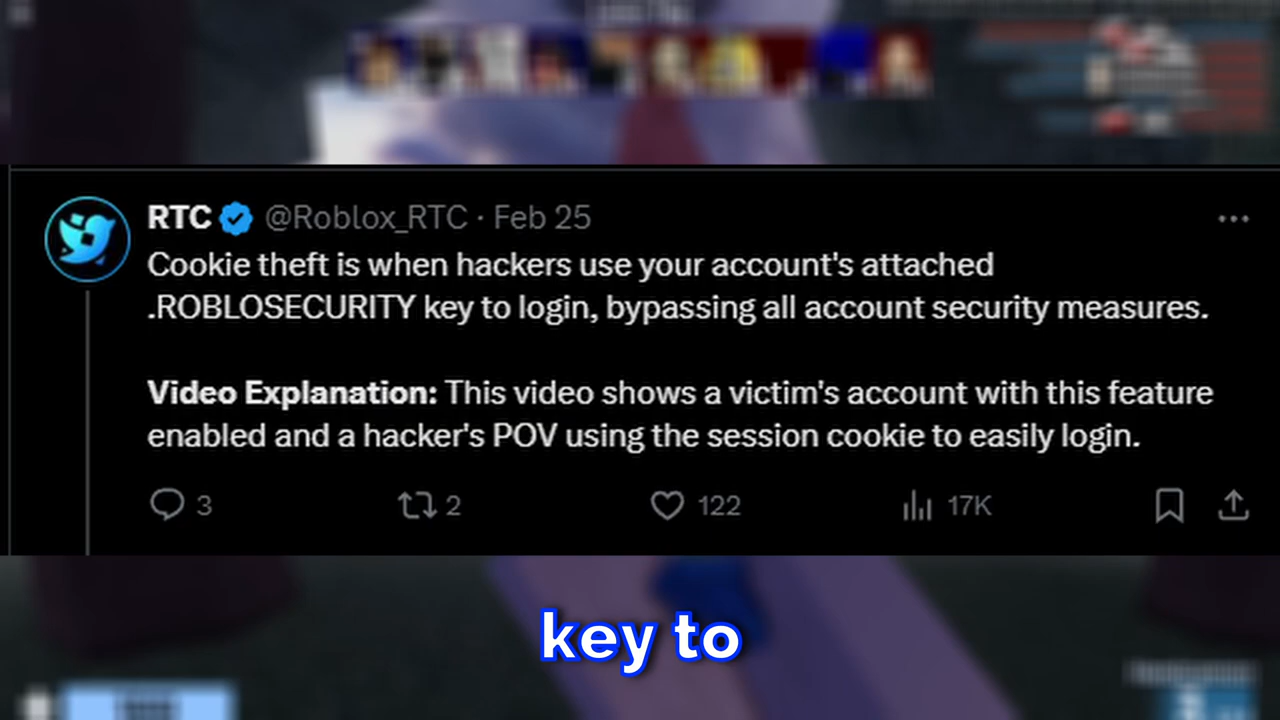 RTC @Roblox_RTC · Feb 25
Cookie theft is when hackers use your account's attached
.ROBLOSECURITY key to login, bypassing all account security measures.
Video Explanation: This video shows a victim's account with this feature
enabled and a hacker's POV using the session cookie to easily login.
3 2 122 17K
key to